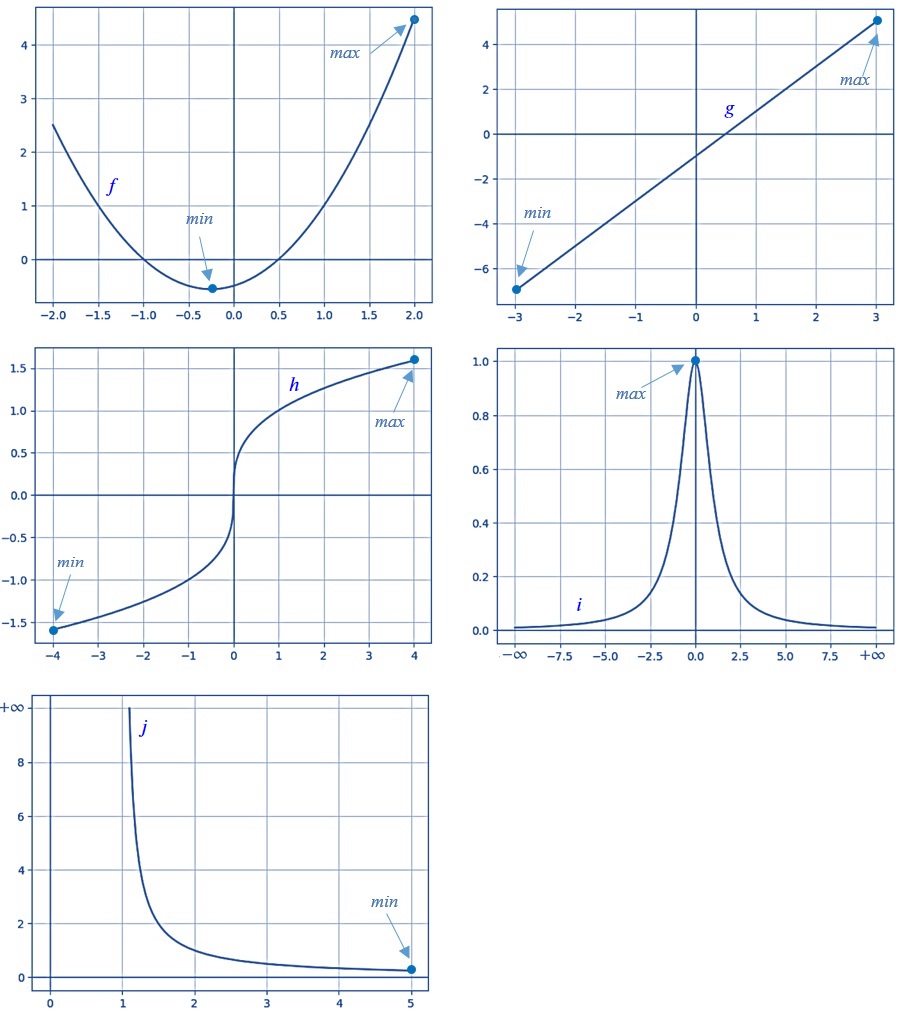 4
max
3
2
f
1
min
0
−2.0 −1.5 −1.0 −0.5 0.0 0.5 1.0 1.5 2.0
4
max
2
g
0
−2
min
−4
−6
−3 −2 −1 0 1 2 3
1.5
h
1.0
max
0.5
0.0
−0.5
min
−1.0
−1.5
−4 −3 −2 −1 0 1 2 3 4
1.0
max
0.8
0.6
0.4
0.2
i
0.0
−∞ −7.5 −5.0 −2.5 0.0 2.5 5.0 7.5 +∞
+∞
j
8
6
4
min
2
0
0 1 2 3 4 5